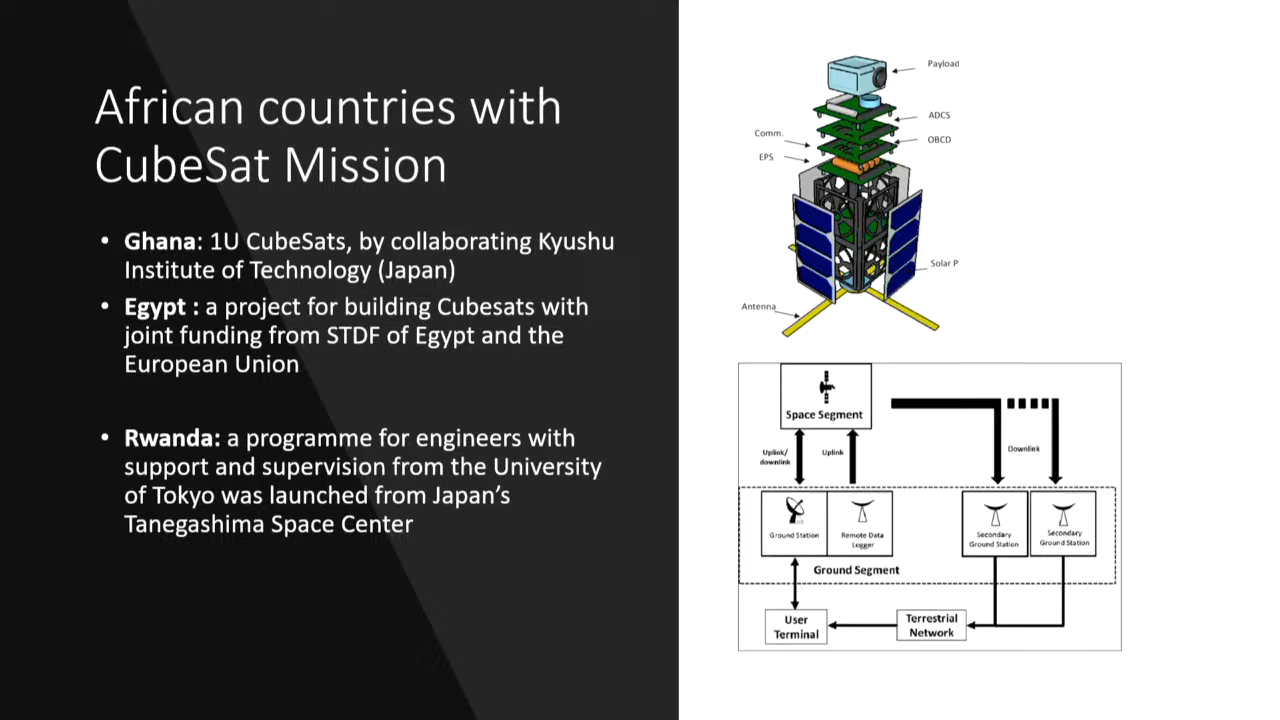 African countries with
CubeSat Mission
• Ghana: 1U CubeSats, by collaborating Kyushu
Institute of Technology (Japan)
• Egypt : a project for building Cubesats with
joint funding from STDF of Egypt and the
European Union
• Rwanda: a programme for engineers with
support and supervision from the University
of Tokyo was launched from Japan's
Tanegashima Space Center
Payload
ADCS
Comm.
OBCD
EPS
Solar P
Antenna
Space Segment
Uplink/
downlink
Uplink
Downlink
Ground Station
Remote Data
Logger
Secondary
Ground Station
Secondary
Ground Station
Ground Segment
User
Terminal
Terrestrial
Network